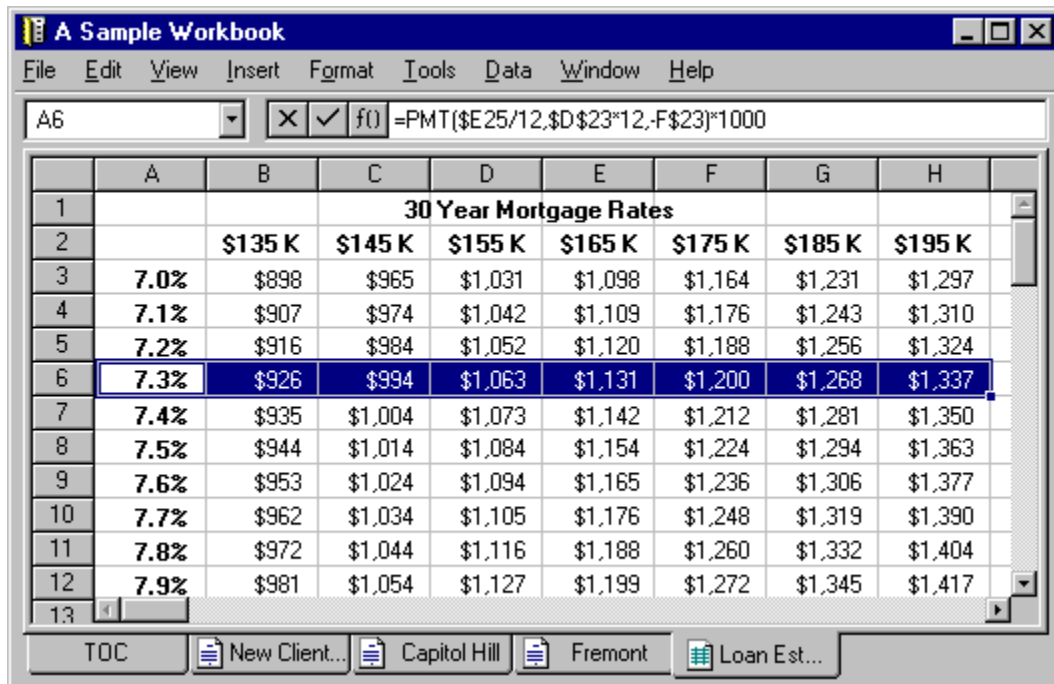 A Sample Workbook
File Edit View Insert Format Tools Data Window Help
A6 f() =PMT($E25/12,$D$23*12,-F$23)*1000
A B C D E F G H
1 30 Year Mortgage Rates
2 $135 K $145 K $155 K $165 K $175 K $185 K $195 K
3 7.0% $898 $965 $1,031 $1,098 $1,164 $1,231 $1,297
4 7.1% $907 $974 $1,042 $1,109 $1,176 $1,243 $1,310
5 7.2% $916 $984 $1,052 $1,120 $1,188 $1,256 $1,324
6 7.3% $926 $994 $1,063 $1,131 $1,200 $1,268 $1,337
7 7.4% $935 $1,004 $1,073 $1,142 $1,212 $1,281 $1,350
8 7.5% $944 $1,014 $1,084 $1,154 $1,224 $1,294 $1,363
9 7.6% $953 $1,024 $1,094 $1,165 $1,236 $1,306 $1,377
10 7.7% $962 $1,034 $1,105 $1,176 $1,248 $1,319 $1,390
11 7.8% $972 $1,044 $1,116 $1,188 $1,260 $1,332 $1,404
12 7.9% $981 $1,054 $1,127 $1,199 $1,272 $1,345 $1,417
13
TOC New Client... Capitol Hill Fremont Loan Est...